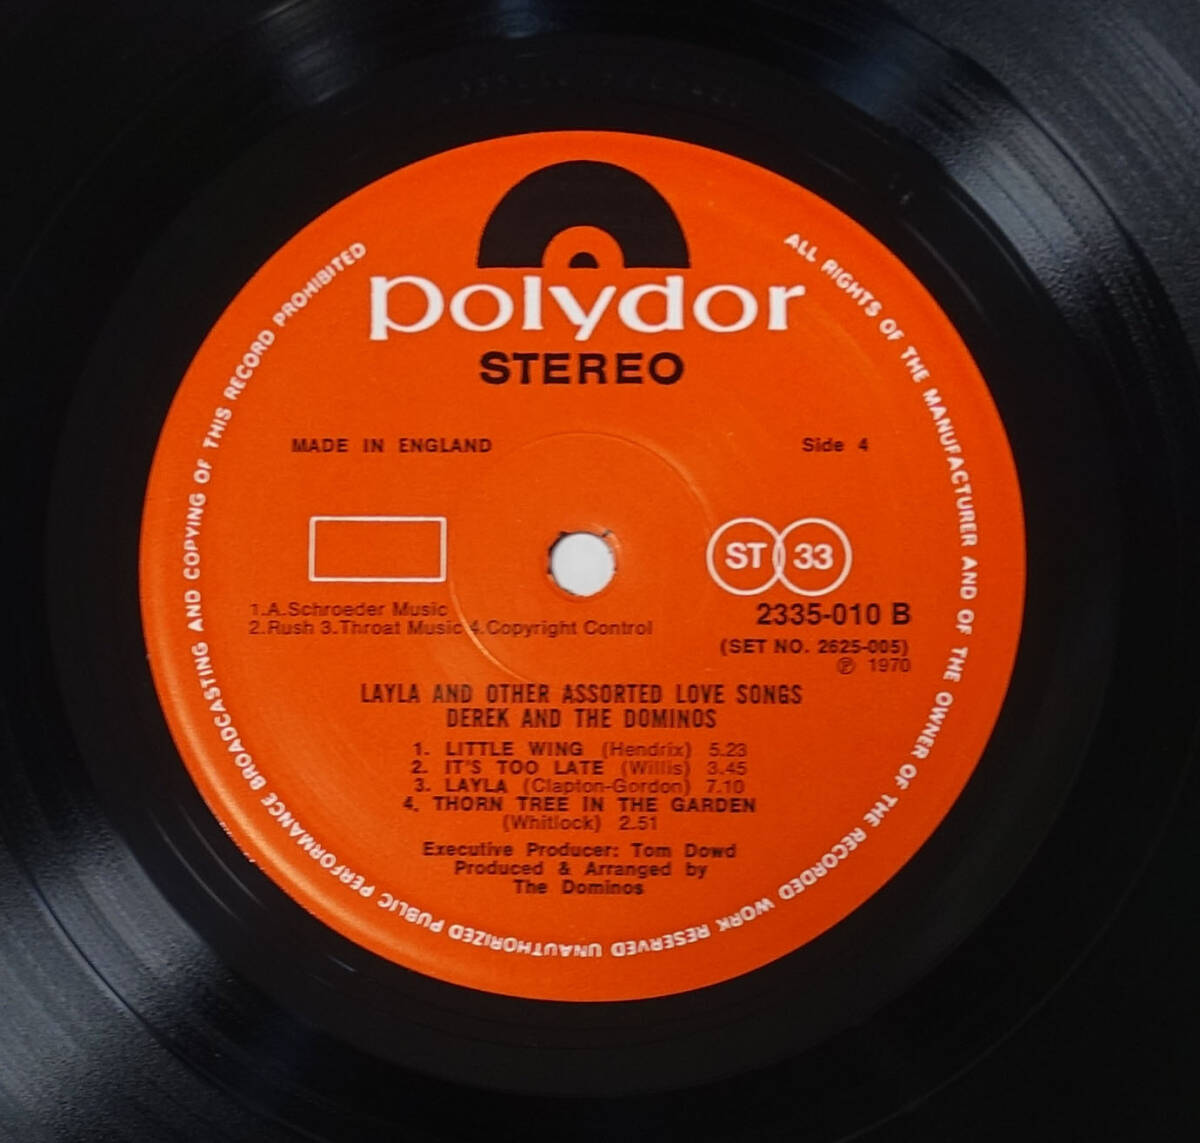 polydor
STEREO
MADE IN ENGLAND
Side 4
ST 33
1.A.Schroeder Music
2.Rush 3.Throat Music 4.Copyright Control
2335-010 B
(SET NO. 2625-005)
℗ 1970
LAYLA AND OTHER ASSORTED LOVE SONGS
DEREK AND THE DOMINOS
1. LITTLE WING (Hendrix) 5.23
2. IT'S TOO LATE (Willis) 3.45
3. LAYLA (Clapton-Gordon) 7.10
4. THORN TREE IN THE GARDEN
(Whitlock) 2.51
Executive Producer: Tom Dowd
Produced & Arranged by
The Dominos
ALL RIGHTS OF THE MANUFACTURER AND OF THE OWNER OF THE RECORDED WORK RESERVED UNAUTHORIZED PUBLIC PERFORMANCE BROADCASTING AND COPYING OF THIS RECORD PROHIBITED